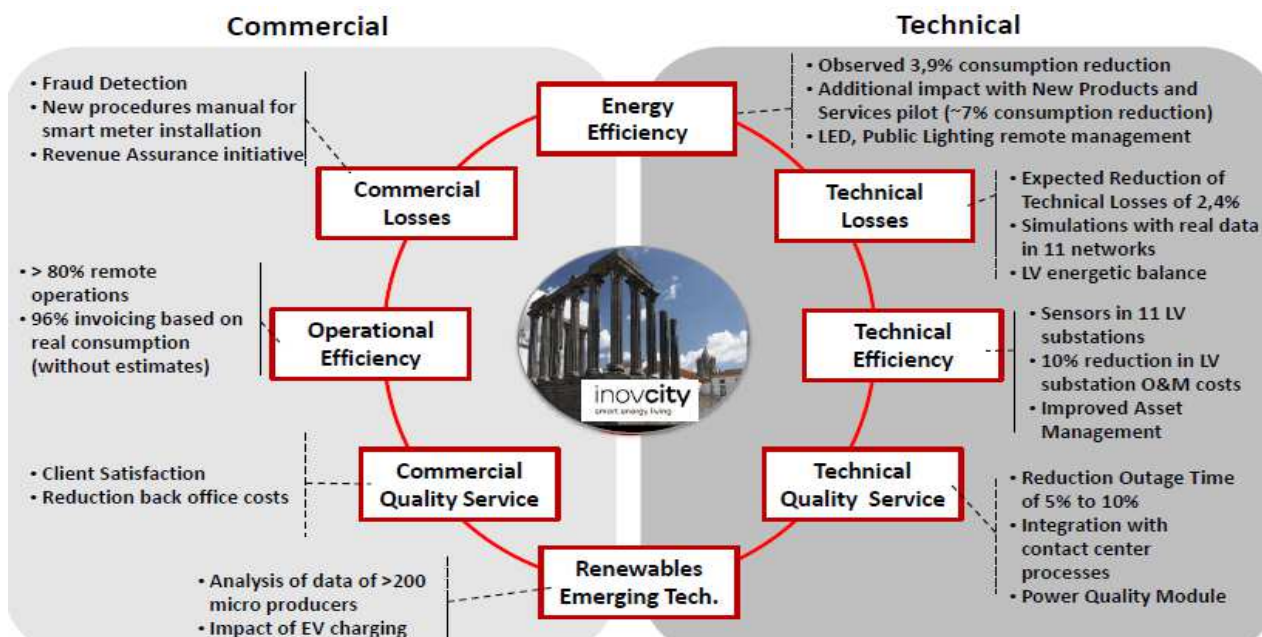 Commercial
Technical
• Fraud Detection
• New procedures manual for
smart meter installation
• Revenue Assurance initiative
Energy
Efficiency
• Observed 3,9% consumption reduction
• Additional impact with New Products and
Services pilot (~7% consumption reduction)
• LED, Public Lighting remote management
Commercial
Losses
Technical
Losses
• Expected Reduction of
Technical Losses of 2,4%
• Simulations with real data
in 11 networks
• LV energetic balance
• > 80% remote
operations
• 96% invoicing based on
real consumption
(without estimates)
Operational
Efficiency
inovcity
smart energy living
Technical
Efficiency
• Sensors in 11 LV
substations
• 10% reduction in LV
substation O&M costs
• Improved Asset
Management
• Client Satisfaction
• Reduction back office costs
Commercial
Quality Service
Technical
Quality Service
• Reduction Outage Time
of 5% to 10%
• Integration with
contact center
processes
• Power Quality Module
• Analysis of data of >200
micro producers
• Impact of EV charging
Renewables
Emerging Tech.